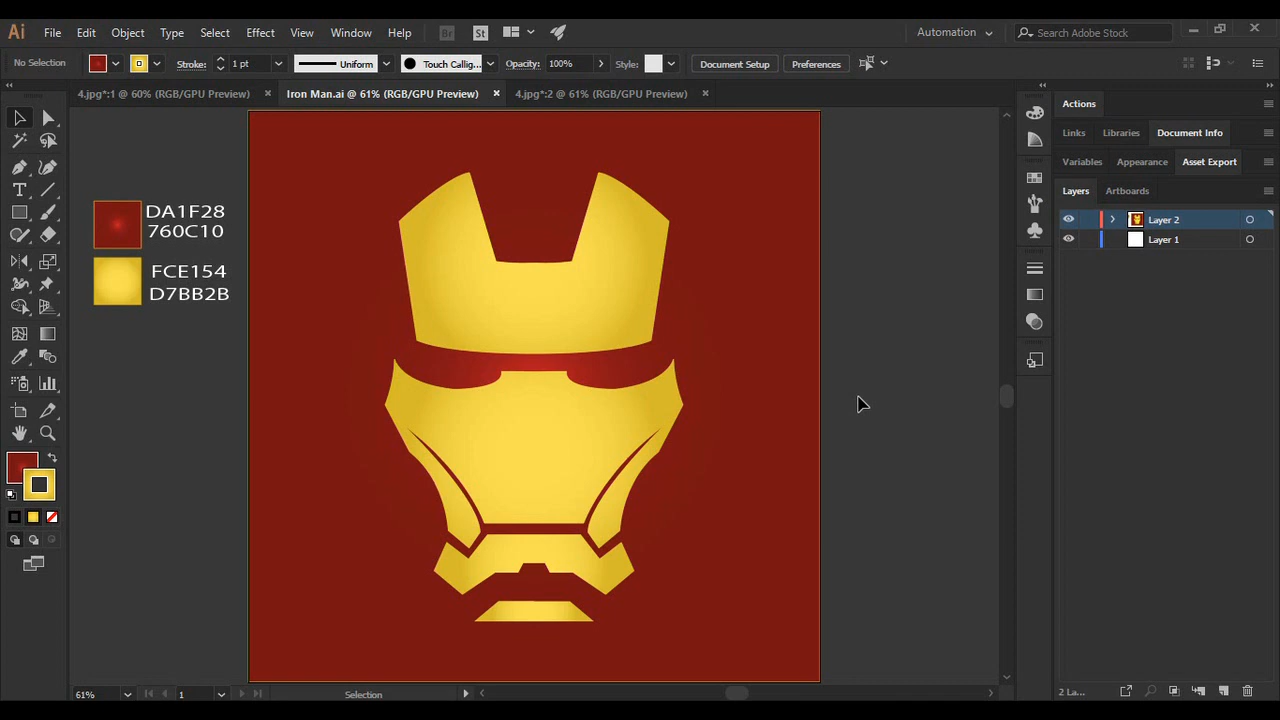 Ai File Edit Object Type Select Effect View Window Help Br St Automation Search Adobe Stock
No Selection Stroke: 1 pt Uniform Touch Callig... Opacity: 100% Style: Document Setup Preferences
4.jpg*:1 @ 60% (RGB/GPU Preview) Iron Man.ai @ 61% (RGB/GPU Preview) 4.jpg*:2 @ 61% (RGB/GPU Preview)
DA1F28
760C10
FCE154
D7BB2B
Actions
Links Libraries Document Info
Variables Appearance Asset Export
Layers Artboards
Layer 2
Layer 1
61% 1 Selection 2 La...